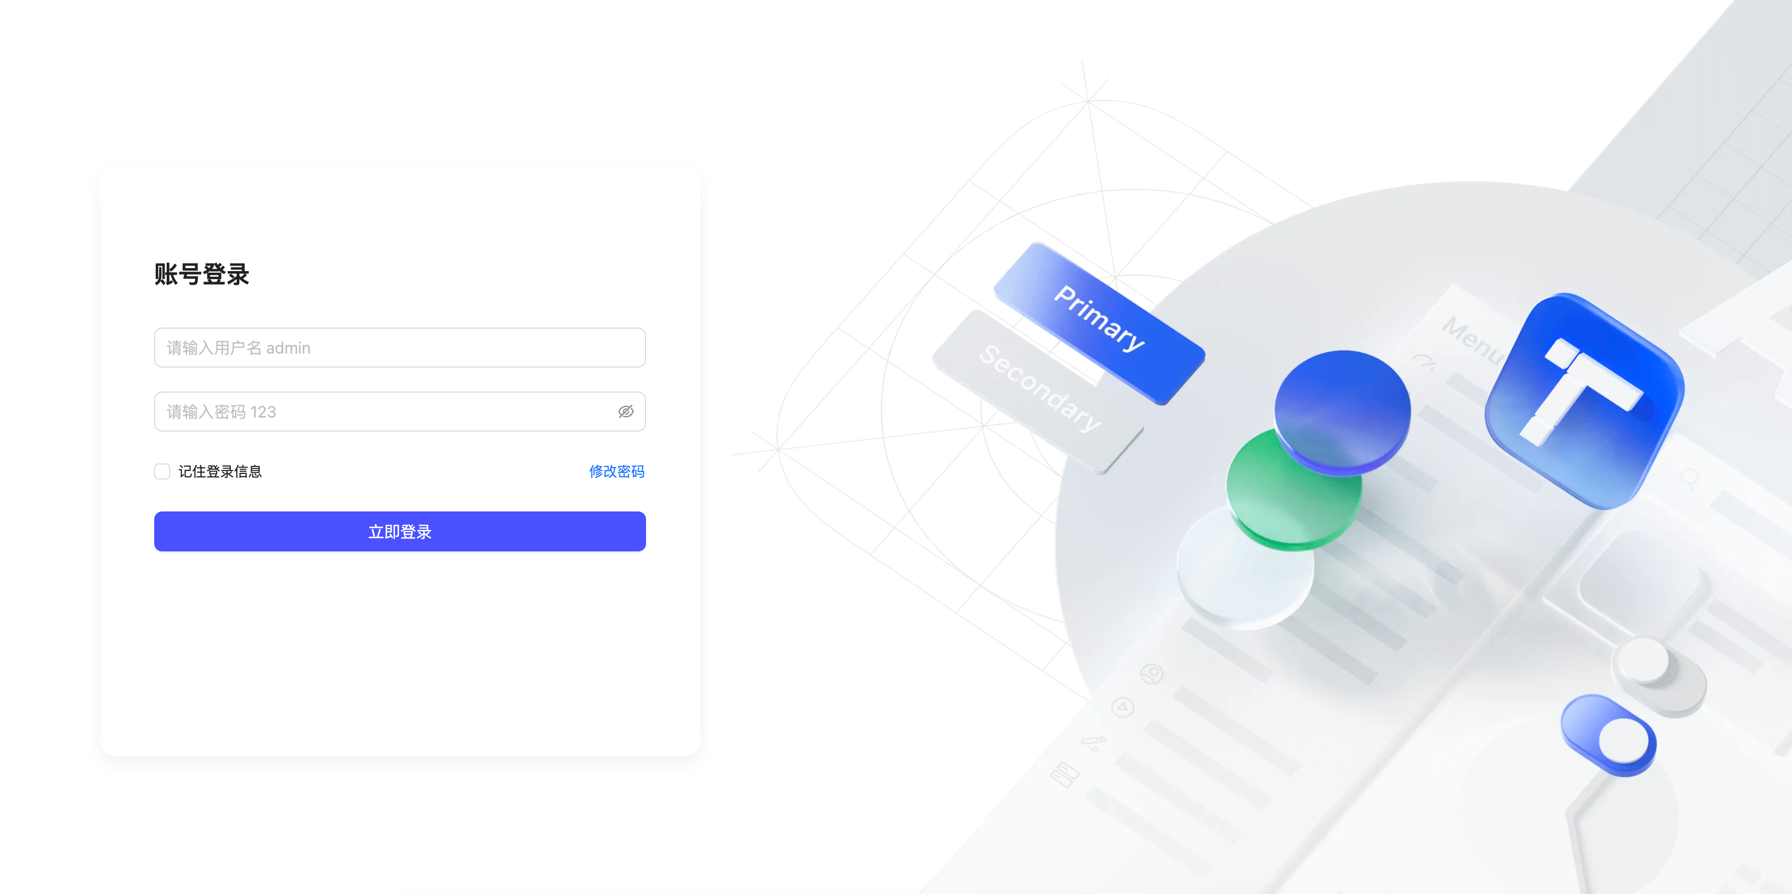 账号登录
请输入用户名 admin
请输入密码 123
记住登录信息
修改密码
立即登录
Primary
Secondary
Menu